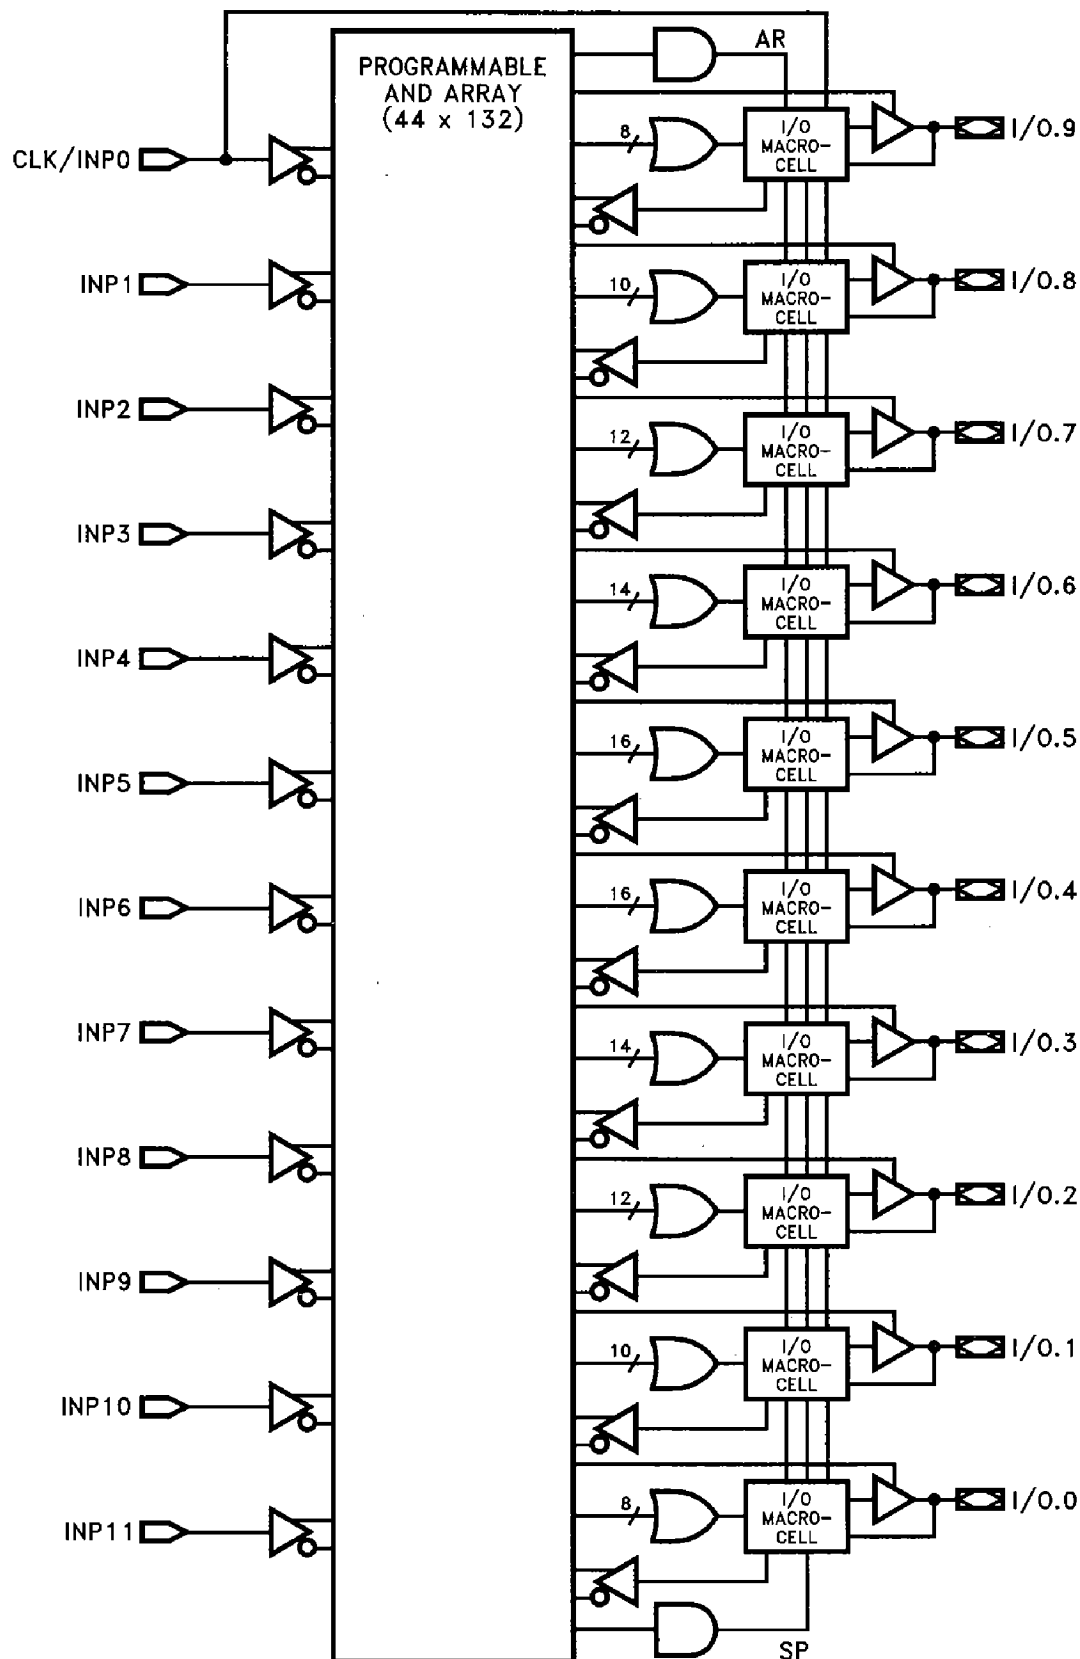 AR
PROGRAMMABLE
AND ARRAY
(44 x 132)
CLK/INP0
8
I/O
MACRO-
CELL
I/O.9
INP1
10
I/O
MACRO-
CELL
I/O.8
INP2
12
I/O
MACRO-
CELL
I/O.7
INP3
14
I/O
MACRO-
CELL
I/O.6
INP4
16
I/O
MACRO-
CELL
I/O.5
INP5
16
I/O
MACRO-
CELL
I/O.4
INP6
14
I/O
MACRO-
CELL
I/O.3
INP7
12
I/O
MACRO-
CELL
I/O.2
INP8
10
I/O
MACRO-
CELL
I/O.1
INP9
8
I/O
MACRO-
CELL
I/O.0
INP10
INP11
SP